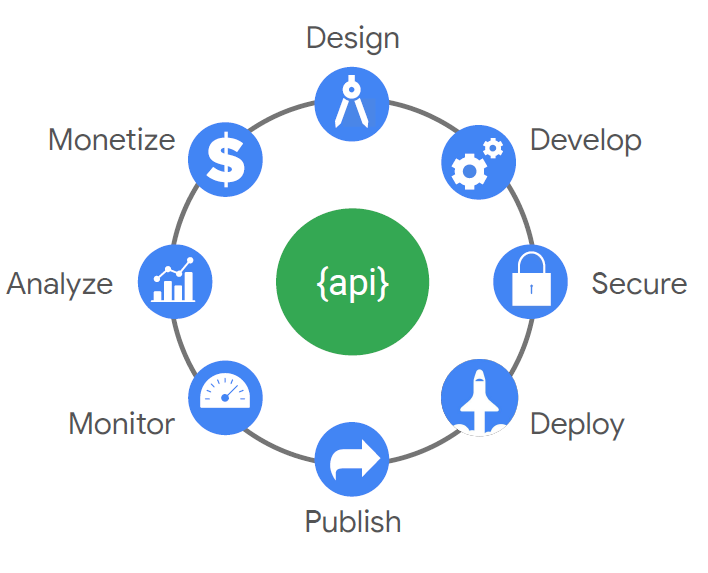 Design
Monetize
Develop
Analyze
{api}
Secure
Monitor
Deploy
Publish